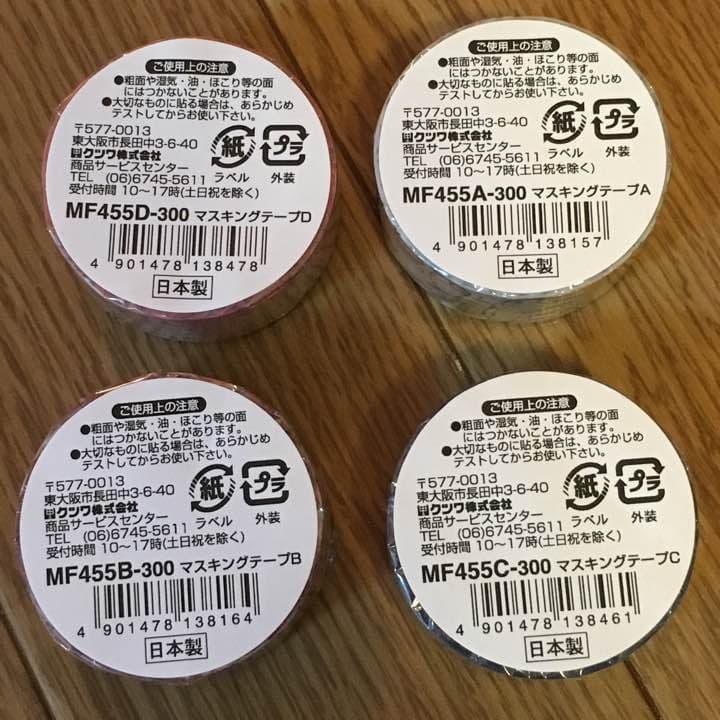 ご使用上の注意
●粗面や湿気・油・ほこり等の面
にはつかないことがあります。
●大切なものに貼る場合は、あらかじめ
テストしてからお使い下さい。
〒577-0013
東大阪市長田中3-6-40
クツワ株式会社
商品サービスセンター
TEL (06)6745-5611
受付時間 10~17時(土日祝を除く)
紙 プラ
ラベル 外装
MF455D-300 マスキングテープD
4 901478 138478
日本製
ご使用上の注意
●粗面や湿気・油・ほこり等の面
にはつかないことがあります。
●大切なものに貼る場合は、あらかじめ
テストしてからお使い下さい。
〒577-0013
東大阪市長田中3-6-40
クツワ株式会社
商品サービスセンター
TEL (06)6745-5611
受付時間 10~17時(土日祝を除く)
紙 プラ
ラベル 外装
MF455A-300 マスキングテープA
4 901478 138157
日本製
ご使用上の注意
●粗面や湿気・油・ほこり等の面
にはつかないことがあります。
●大切なものに貼る場合は、あらかじめ
テストしてからお使い下さい。
〒577-0013
東大阪市長田中3-6-40
クツワ株式会社
商品サービスセンター
TEL (06)6745-5611
受付時間 10~17時(土日祝を除く)
紙 プラ
ラベル 外装
MF455B-300 マスキングテープB
4 901478 138164
日本製
ご使用上の注意
●粗面や湿気・油・ほこり等の面
にはつかないことがあります。
●大切なものに貼る場合は、あらかじめ
テストしてからお使い下さい。
〒577-0013
東大阪市長田中3-6-40
クツワ株式会社
商品サービスセンター
TEL (06)6745-5611
受付時間 10~17時(土日祝を除く)
紙 プラ
ラベル 外装
MF455C-300 マスキングテープC
4 901478 138461
日本製